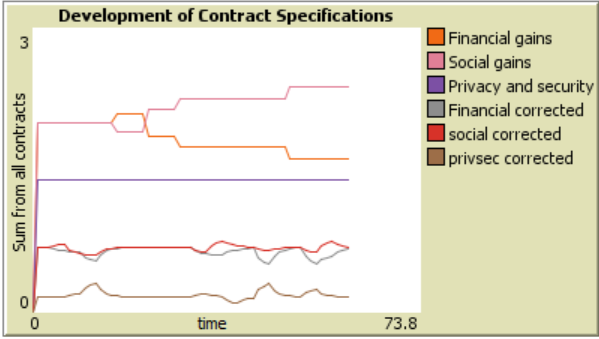 Development of Contract Specifications
3
Sum from all contracts
0
0
time
73.8
Financial gains
Social gains
Privacy and security
Financial corrected
social corrected
privsec corrected